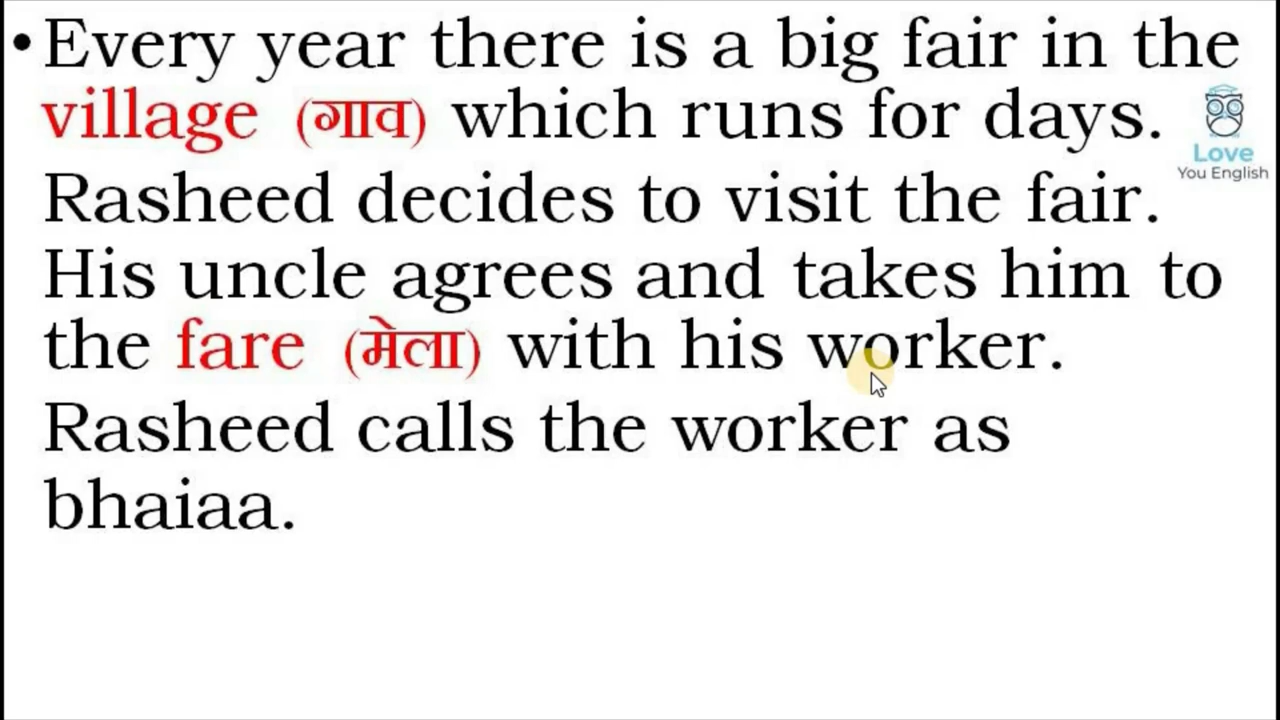 • Every year there is a big fair in the
village (गाव) which runs for days.
Rasheed decides to visit the fair.
His uncle agrees and takes him to
the fare (मेला) with his worker.
Rasheed calls the worker as
bhaiaa.
Love
You English